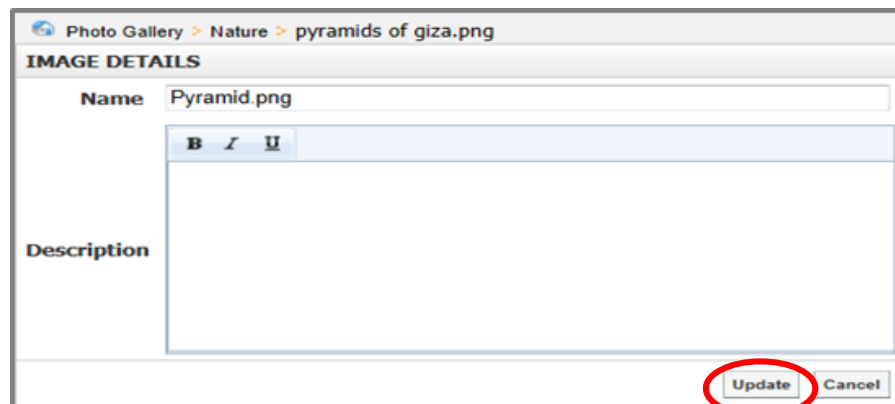 Photo Gallery > Nature > pyramids of giza.png
IMAGE DETAILS
Name Pyramid.png
B I U
Description
Update Cancel